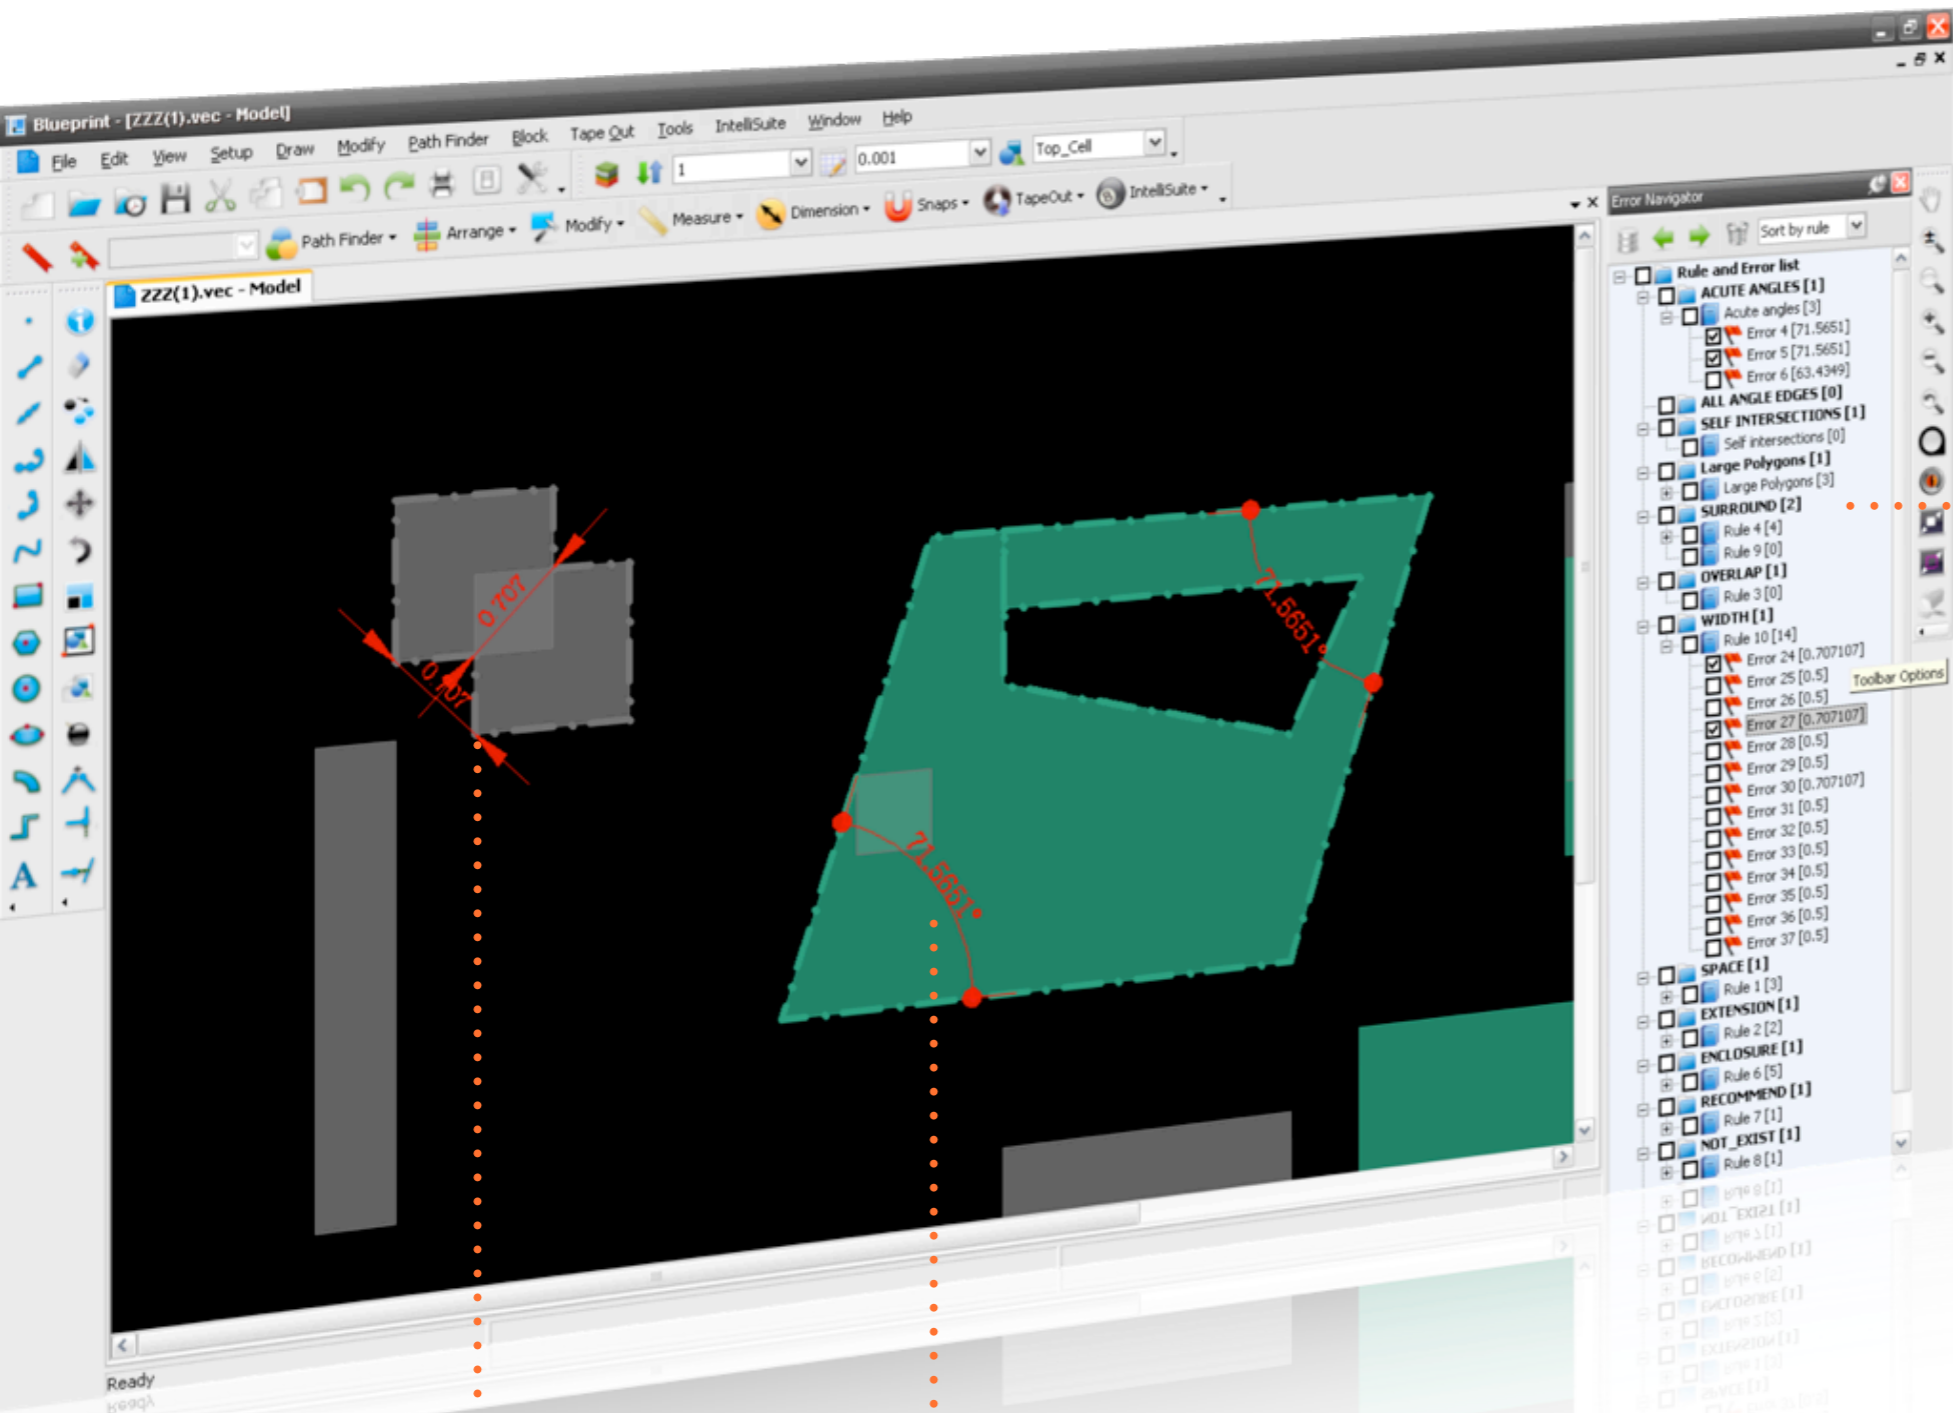 Blueprint - [ZZZ(1).vec - Model]
File Edit View Setup Draw Modify Path Finder Block Tape Out Tools IntelliSuite Window Help
1 0.001 Top_Cell
Path Finder Arrange Modify Measure Dimension Snaps TapeOut IntelliSuite
ZZZ(1).vec - Model
0.707
0.707
71.5651°
71.5651°
Error Navigator
Sort by rule
Rule and Error list
ACUTE ANGLES [1]
Acute angles [3]
Error 4 [71.5651]
Error 5 [71.5651]
Error 6 [63.4349]
ALL ANGLE EDGES [0]
SELF INTERSECTIONS [1]
Self intersections [0]
Large Polygons [1]
Large Polygons [3]
SURROUND [2]
Rule 4 [4]
Rule 9 [0]
OVERLAP [1]
Rule 3 [0]
WIDTH [1]
Rule 10 [14]
Error 24 [0.707107]
Error 25 [0.5]
Error 26 [0.5]
Error 27 [0.707107]
Error 28 [0.5]
Error 29 [0.5]
Error 30 [0.707107]
Error 31 [0.5]
Error 32 [0.5]
Error 33 [0.5]
Error 34 [0.5]
Error 35 [0.5]
Error 36 [0.5]
Error 37 [0.5]
SPACE [1]
Rule 1 [3]
EXTENSION [1]
Rule 2 [2]
ENCLOSURE [1]
Rule 6 [5]
RECOMMEND [1]
Rule 7 [1]
NOT_EXIST [1]
Rule 8 [1]
Toolbar Options
Ready